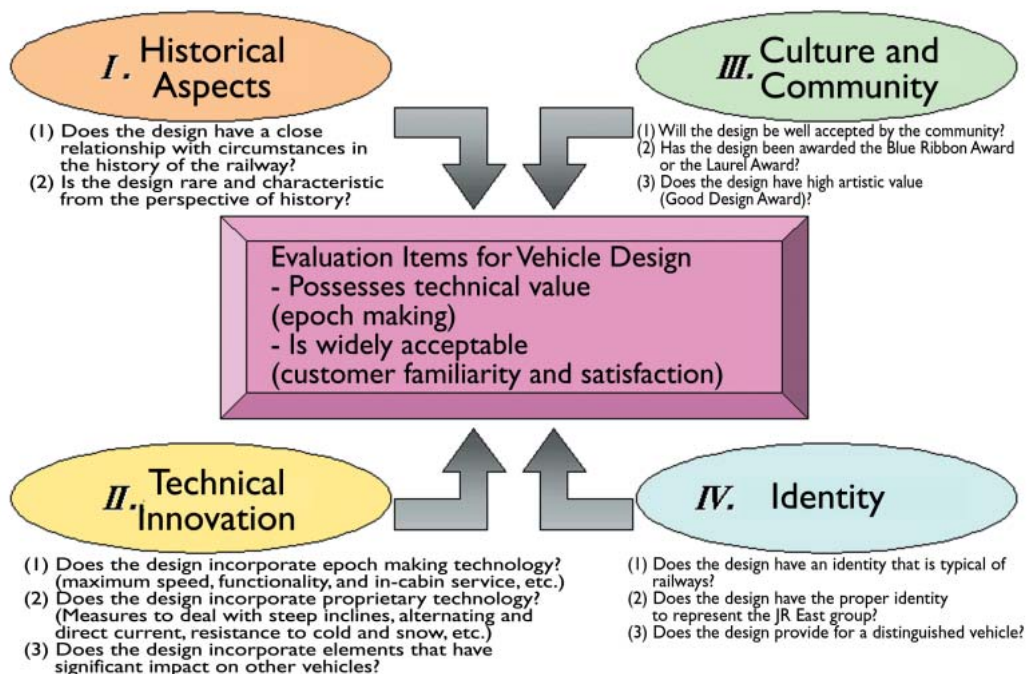 I. Historical
Aspects
(1) Does the design have a close
relationship with circumstances in
the history of the railway?
(2) Is the design rare and characteristic
from the perspective of history?
III. Culture and
Community
(1) Will the design be well accepted by the community?
(2) Has the design been awarded the Blue Ribbon Award
or the Laurel Award?
(3) Does the design have high artistic value
(Good Design Award)?
Evaluation Items for Vehicle Design
- Possesses technical value
(epoch making)
- Is widely acceptable
(customer familiarity and satisfaction)
II. Technical
Innovation
(1) Does the design incorporate epoch making technology?
(maximum speed, functionality, and in-cabin service, etc.)
(2) Does the design incorporate proprietary technology?
(Measures to deal with steep inclines, alternating and
direct current, resistance to cold and snow, etc.)
(3) Does the design incorporate elements that have
significant impact on other vehicles?
IV. Identity
(1) Does the design have an identity that is typical of
railways?
(2) Does the design have the proper identity
to represent the JR East group?
(3) Does the design provide for a distinguished vehicle?